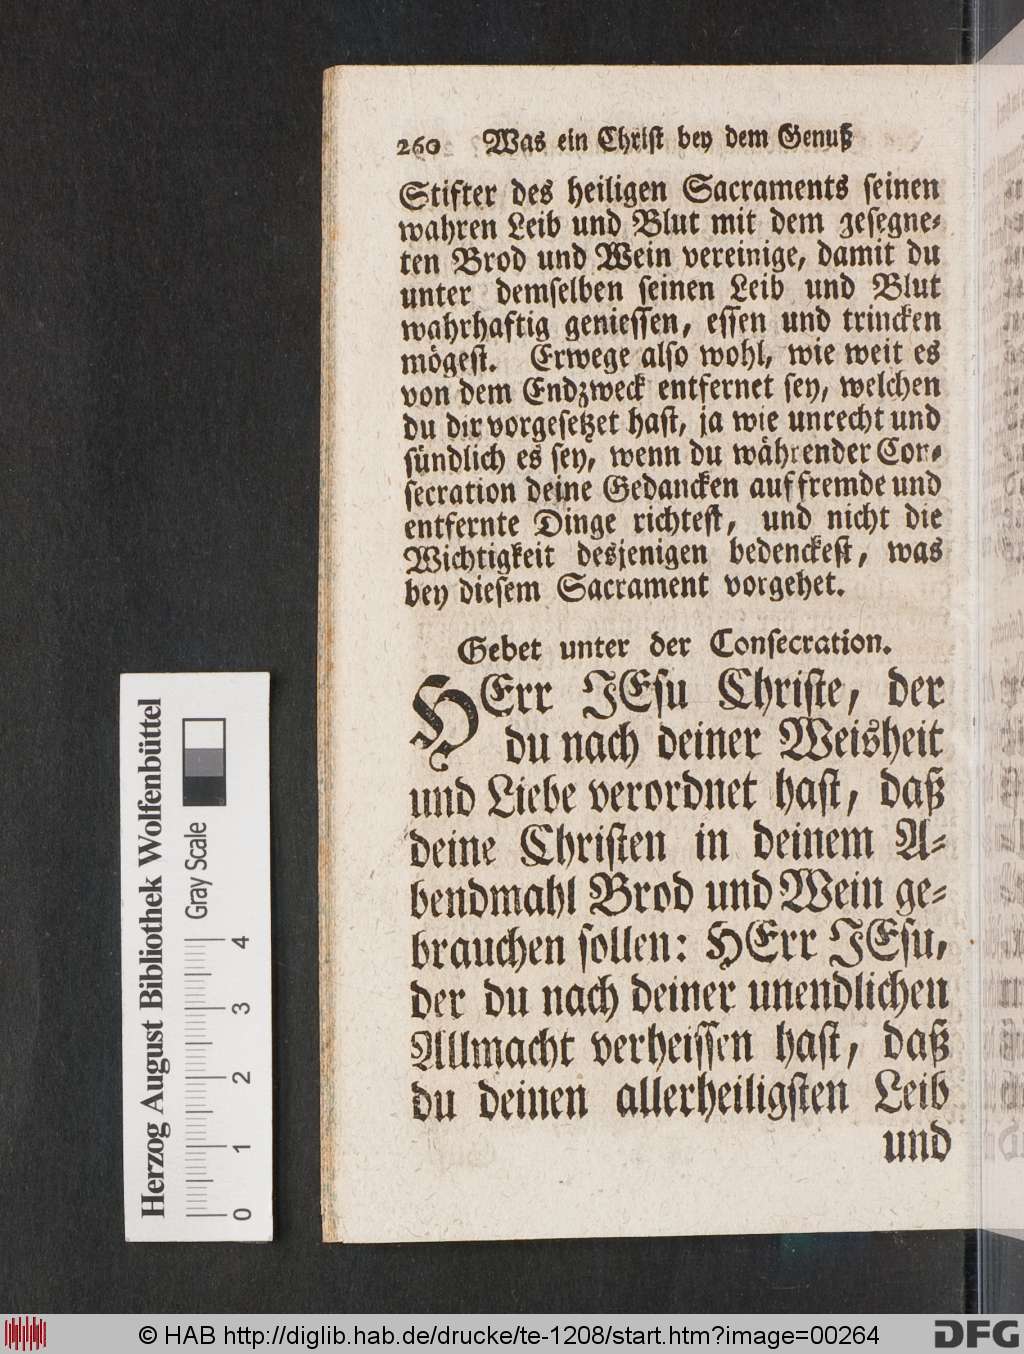 260 Was ein Christ bey dem Genuß
Stifter des heiligen Sacraments seinen
wahren Leib und Blut mit dem gesegne-
ten Brod und Wein vereinige, damit du
unter demselben seinen Leib und Blut
wahrhaftig geniessen, essen und trincken
mögest. Erwege also wohl, wie weit es
von dem Endzweck entfernet sey, welchen
du dir vorgesetzet hast, ja wie unrecht und
sündlich es sey, wenn du währender Con-
secration deine Gedancken auf fremde und
entfernte Dinge richtest, und nicht die
Wichtigkeit desjenigen bedenckest, was
bey diesem Sacrament vorgehet.
Gebet unter der Consecration.
HErr JEsu Christe, der
du nach deiner Weisheit
und Liebe verordnet hast, daß
deine Christen in deinem A-
bendmahl Brod und Wein ge-
brauchen sollen: HErr JEsu,
der du nach deiner unendlichen
Allmacht verheissen hast, daß
du deinen allerheiligsten Leib
und
Herzog August Bibliothek Wolfenbüttel
Gray Scale
0 1 2 3 4
© HAB http://diglib.hab.de/drucke/te-1208/start.htm?image=00264
DFG